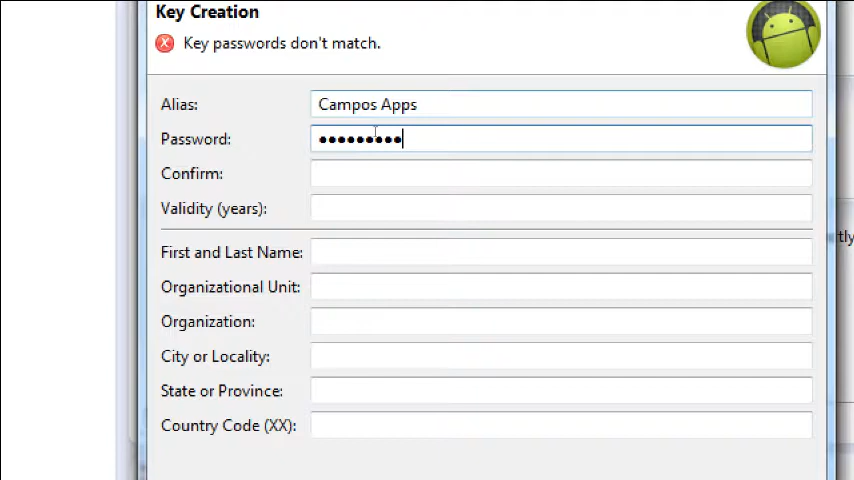 Key Creation
Key passwords don't match.
Alias: Campos Apps
Password: ●●●●●●●●●
Confirm:
Validity (years):
First and Last Name:
Organizational Unit:
Organization:
City or Locality:
State or Province:
Country Code (XX):